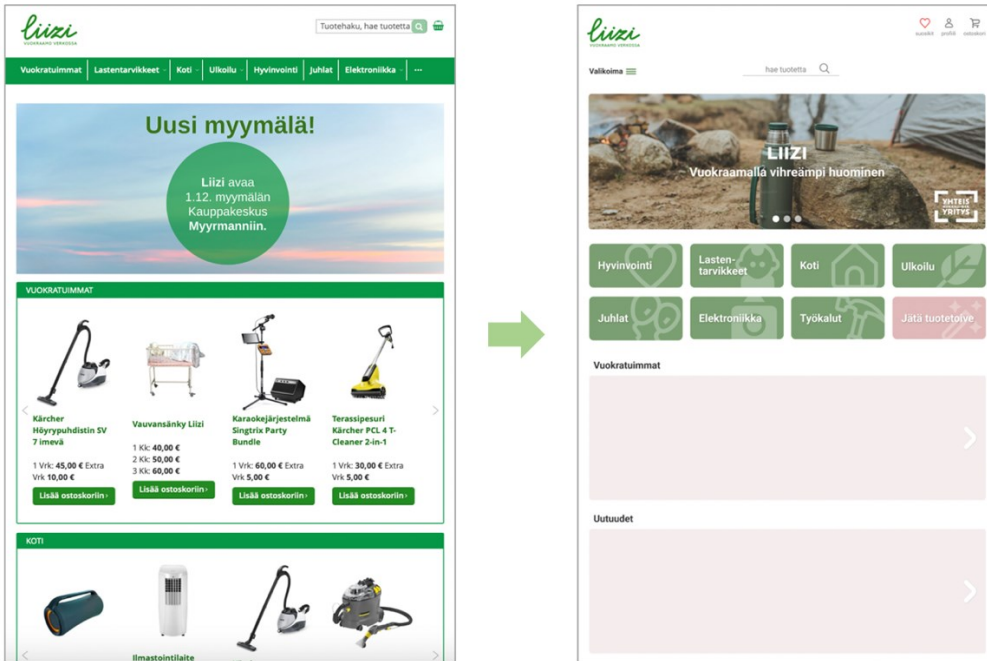 liizi
VUOKRAAMO VERKOSSA
Tuotehaku, hae tuotetta
Vuokratuimmat
Lastentarvikkeet
Koti
Ulkoilu
Hyvinvointi
Juhlat
Elektroniikka
...
Uusi myymälä!
Liizi avaa
1.12. myymälän
Kauppakeskus
Myyrmanniin.
VUOKRATUIMMAT
Kärcher
Höyrypuhdistin SV
7 imevä
1 Vrk: 45,00 € Extra
Vrk 10,00 €
Lisää ostoskoriin ›
Vauvansänky Liizi
1 Kk: 40,00 €
2 Kk: 50,00 €
3 Kk: 60,00 €
Lisää ostoskoriin ›
Karaokejärjestelmä
Singtrix Party
Bundle
1 Vrk: 60,00 € Extra
Vrk 5,00 €
Lisää ostoskoriin ›
Terassipesuri
Kärcher PCL 4 T-
Cleaner 2-in-1
1 Vrk: 30,00 € Extra
Vrk 5,00 €
Lisää ostoskoriin ›
KOTI
Ilmastointilaite
liizi
VUOKRAAMO VERKOSSA
suosikit
profiili
ostoskori
Valikoima
hae tuotetta
LIIZI
Vuokraamalla vihreämpi huominen
YHTEIS
YRITYS
Hyvinvointi
Lasten-
tarvikkeet
Koti
Ulkoilu
Juhlat
Elektroniikka
Työkalut
Jätä tuotetoive
Vuokratuimmat
Uutuudet